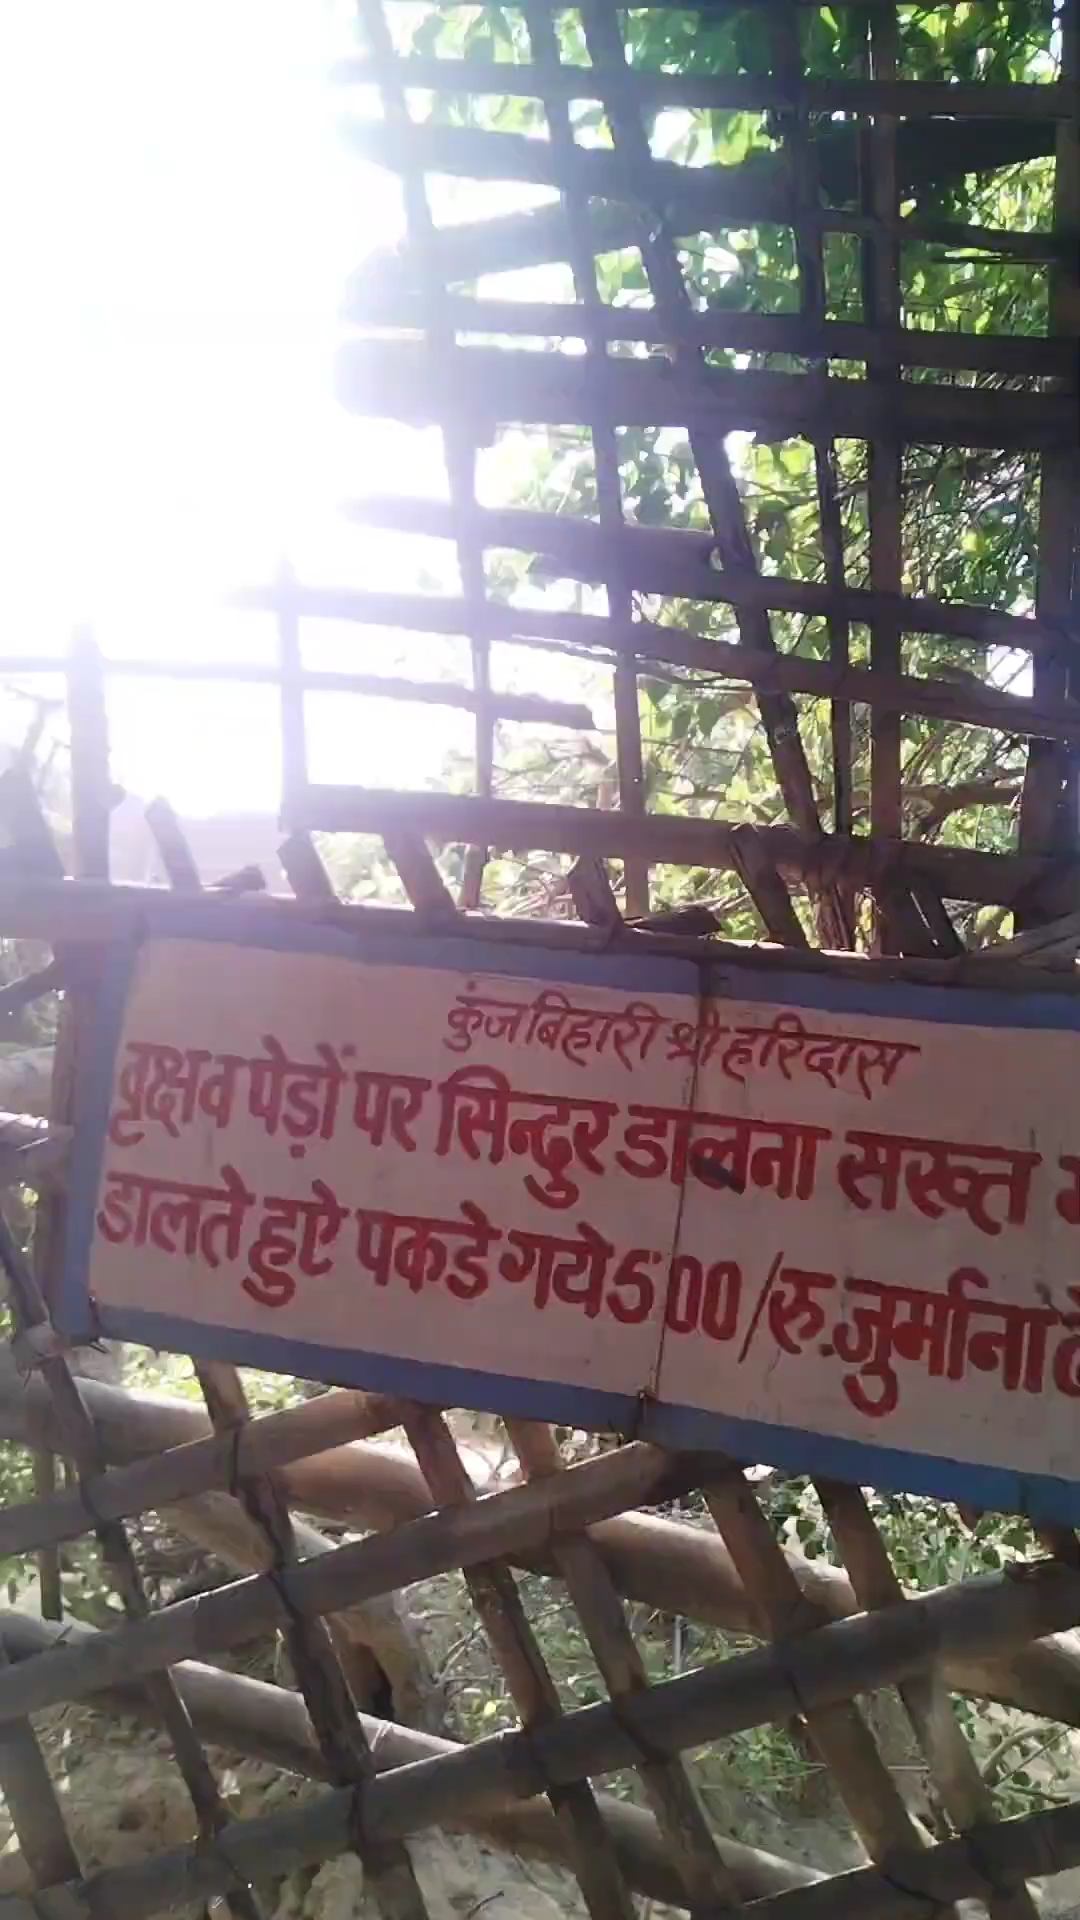 कुंजबिहारी श्री हरिदास
वृक्ष व पेड़ों पर सिन्दुर डालना सख्त
डालते हुऐ पकडे गये 500/रु.जुर्माना